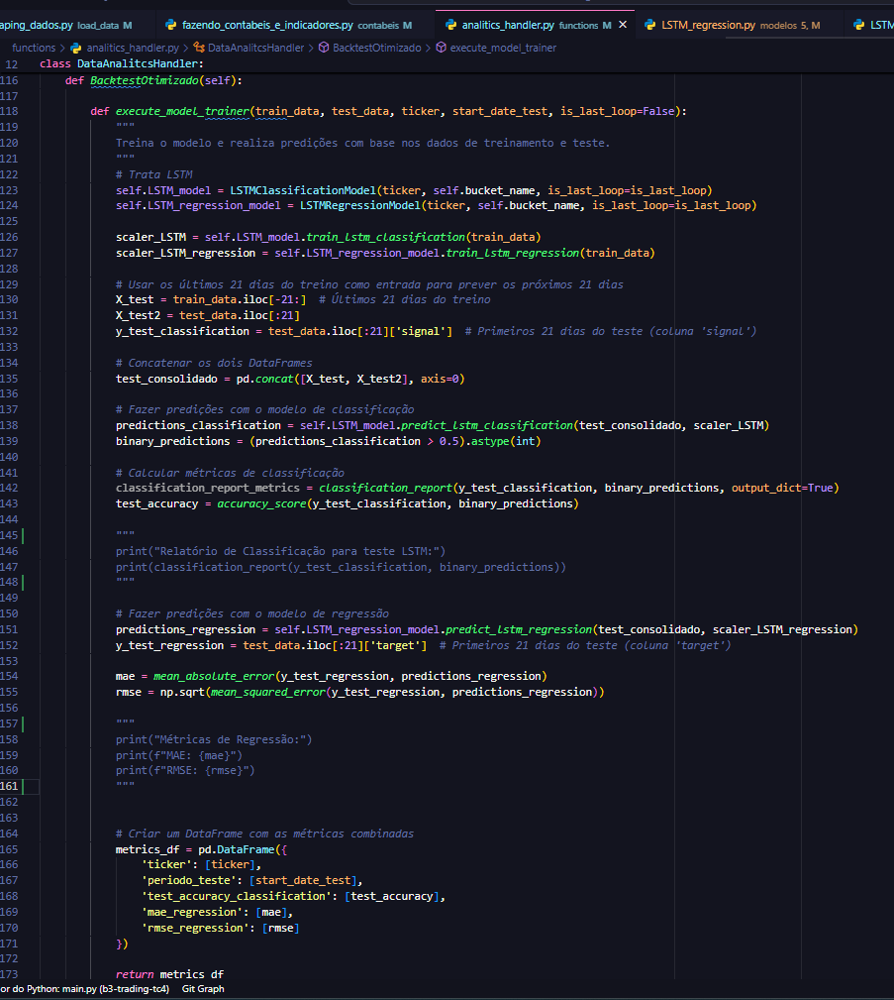 aping_dados.py load_data M fazendo_contabeis_e_indicadores.py contabeis M analitics_handler.py functions M × LSTM_regression.py modelos 5, M LSTM
functions > analitics_handler.py > DataAnalitcsHandler > BacktestOtimizado > execute_model_trainer
12 class DataAnalitcsHandler:
116 def BacktestOtimizado(self):
117
118 def execute_model_trainer(train_data, test_data, ticker, start_date_test, is_last_loop=False):
119 """
120 Treina o modelo e realiza predições com base nos dados de treinamento e teste.
121 """
122 # Trata LSTM
123 self.LSTM_model = LSTMClassificationModel(ticker, self.bucket_name, is_last_loop=is_last_loop)
124 self.LSTM_regression_model = LSTMRegressionModel(ticker, self.bucket_name, is_last_loop=is_last_loop)
125
126 scaler_LSTM = self.LSTM_model.train_lstm_classification(train_data)
127 scaler_LSTM_regression = self.LSTM_regression_model.train_lstm_regression(train_data)
128
129 # Usar os últimos 21 dias do treino como entrada para prever os próximos 21 dias
130 X_test = train_data.iloc[-21:] # Últimos 21 dias do treino
131 X_test2 = test_data.iloc[:21]
132 y_test_classification = test_data.iloc[:21]['signal'] # Primeiros 21 dias do teste (coluna 'signal')
133
134 # Concatenar os dois DataFrames
135 test_consolidado = pd.concat([X_test, X_test2], axis=0)
136
137 # Fazer predições com o modelo de classificação
138 predictions_classification = self.LSTM_model.predict_lstm_classification(test_consolidado, scaler_LSTM)
139 binary_predictions = (predictions_classification > 0.5).astype(int)
140
141 # Calcular métricas de classificação
142 classification_report_metrics = classification_report(y_test_classification, binary_predictions, output_dict=True)
143 test_accuracy = accuracy_score(y_test_classification, binary_predictions)
144
145 """
146 print("Relatório de Classificação para teste LSTM:")
147 print(classification_report(y_test_classification, binary_predictions))
148 """
149
150 # Fazer predições com o modelo de regressão
151 predictions_regression = self.LSTM_regression_model.predict_lstm_regression(test_consolidado, scaler_LSTM_regression)
152 y_test_regression = test_data.iloc[:21]['target'] # Primeiros 21 dias do teste (coluna 'target')
153
154 mae = mean_absolute_error(y_test_regression, predictions_regression)
155 rmse = np.sqrt(mean_squared_error(y_test_regression, predictions_regression))
156
157 """
158 print("Métricas de Regressão:")
159 print(f"MAE: {mae}")
160 print(f"RMSE: {rmse}")
161 """
162
163
164 # Criar um DataFrame com as métricas combinadas
165 metrics_df = pd.DataFrame({
166 'ticker': [ticker],
167 'periodo_teste': [start_date_test],
168 'test_accuracy_classification': [test_accuracy],
169 'mae_regression': [mae],
170 'rmse_regression': [rmse]
171 })
172
173 return metrics_df
or do Python: main.py (b3-trading-tc4) Git Graph